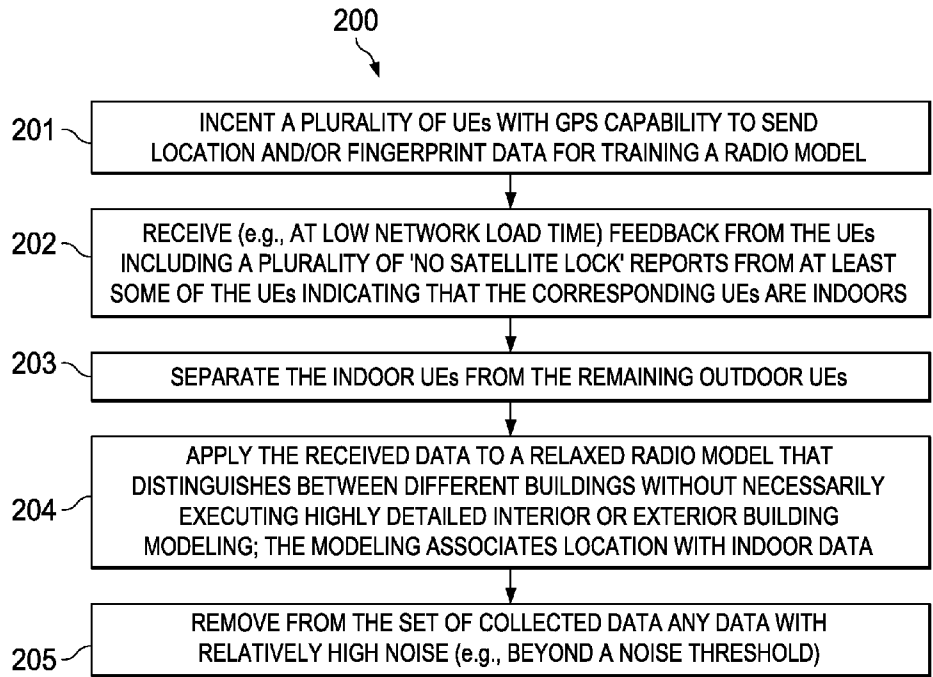 200
201
INCENT A PLURALITY OF UEs WITH GPS CAPABILITY TO SEND
LOCATION AND/OR FINGERPRINT DATA FOR TRAINING A RADIO MODEL
202
RECEIVE (e.g., AT LOW NETWORK LOAD TIME) FEEDBACK FROM THE UEs
INCLUDING A PLURALITY OF 'NO SATELLITE LOCK' REPORTS FROM AT LEAST
SOME OF THE UEs INDICATING THAT THE CORRESPONDING UEs ARE INDOORS
203
SEPARATE THE INDOOR UEs FROM THE REMAINING OUTDOOR UEs
204
APPLY THE RECEIVED DATA TO A RELAXED RADIO MODEL THAT
DISTINGUISHES BETWEEN DIFFERENT BUILDINGS WITHOUT NECESSARILY
EXECUTING HIGHLY DETAILED INTERIOR OR EXTERIOR BUILDING
MODELING; THE MODELING ASSOCIATES LOCATION WITH INDOOR DATA
205
REMOVE FROM THE SET OF COLLECTED DATA ANY DATA WITH
RELATIVELY HIGH NOISE (e.g., BEYOND A NOISE THRESHOLD)